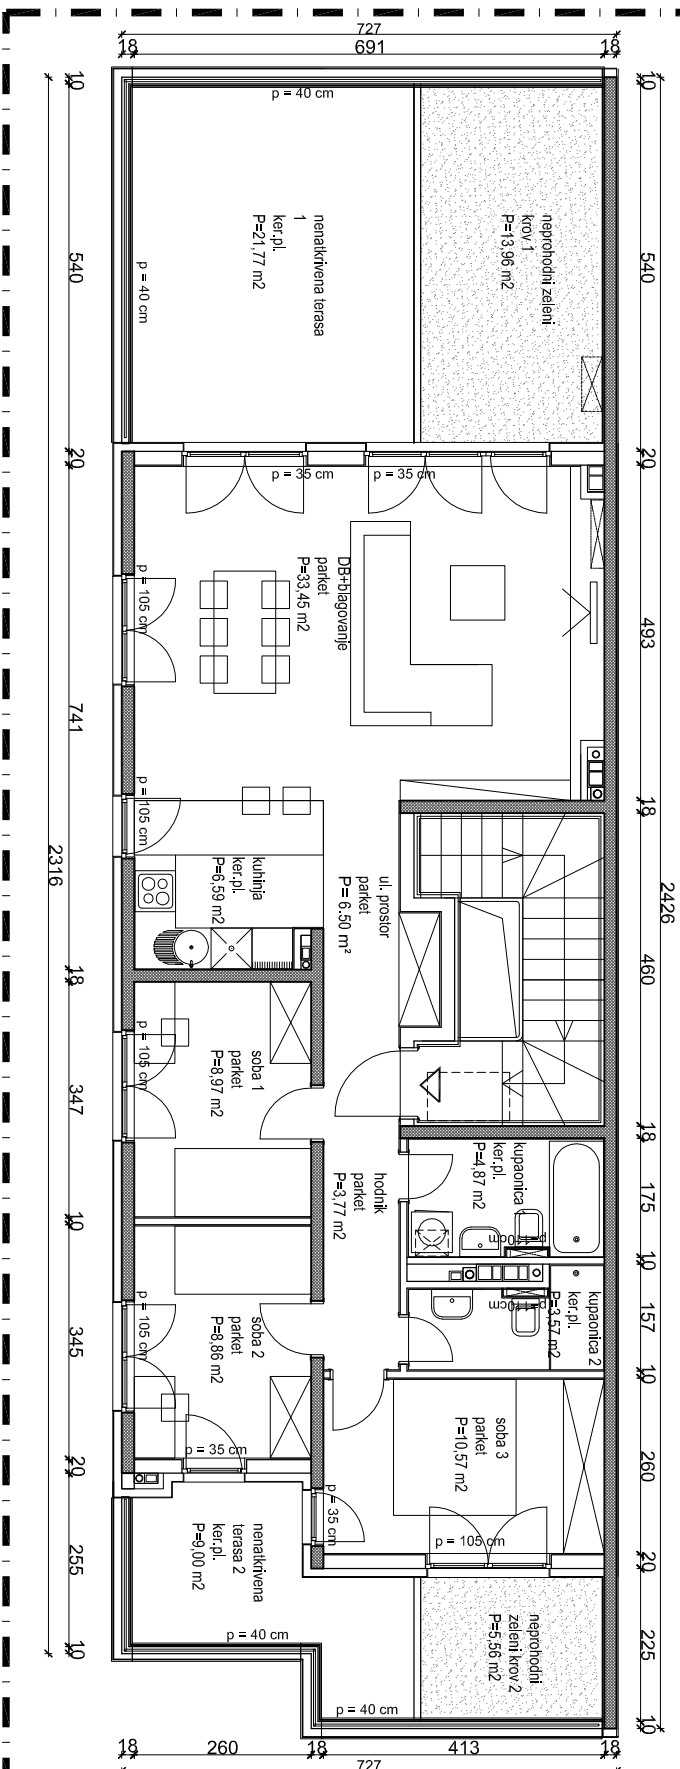 727
18
691
18
10
540
20
741
18
347
10
345
20
255
10
2316
10
540
20
493
18
460
18
175
10
157
10
260
20
225
10
2426
p = 40 cm
p = 40 cm
nenatkrivena terasa
1
ker.pl.
P=21,77 m2
neprohodni zeleni
krov 1
P=13,96 m2
p = 35 cm
p = 35 cm
p = 105 cm
DB+blagovanje
parket
P=33,45 m2
p = 105 cm
kuhinja
ker.pl.
P=6,59 m2
ul. prostor
parket
P= 6.50 m²
p = 105 cm
soba 1
parket
P=8,97 m2
hodnik
parket
P=3,77 m2
kupaonica
ker.pl.
P=4,87 m2
kupaonica 2
ker.pl.
P=3,57 m2
p = 105 cm
soba 2
parket
P=8,86 m2
p = 35 cm
soba 3
parket
P=10,57 m2
p = 35 cm
p = 105 cm
nenatkrivena
terasa 2
ker.pl.
P=9,00 m2
p = 40 cm
neprohodni
zeleni krov 2
P=5,56 m2
p = 40 cm
18
260
18
413
18
727